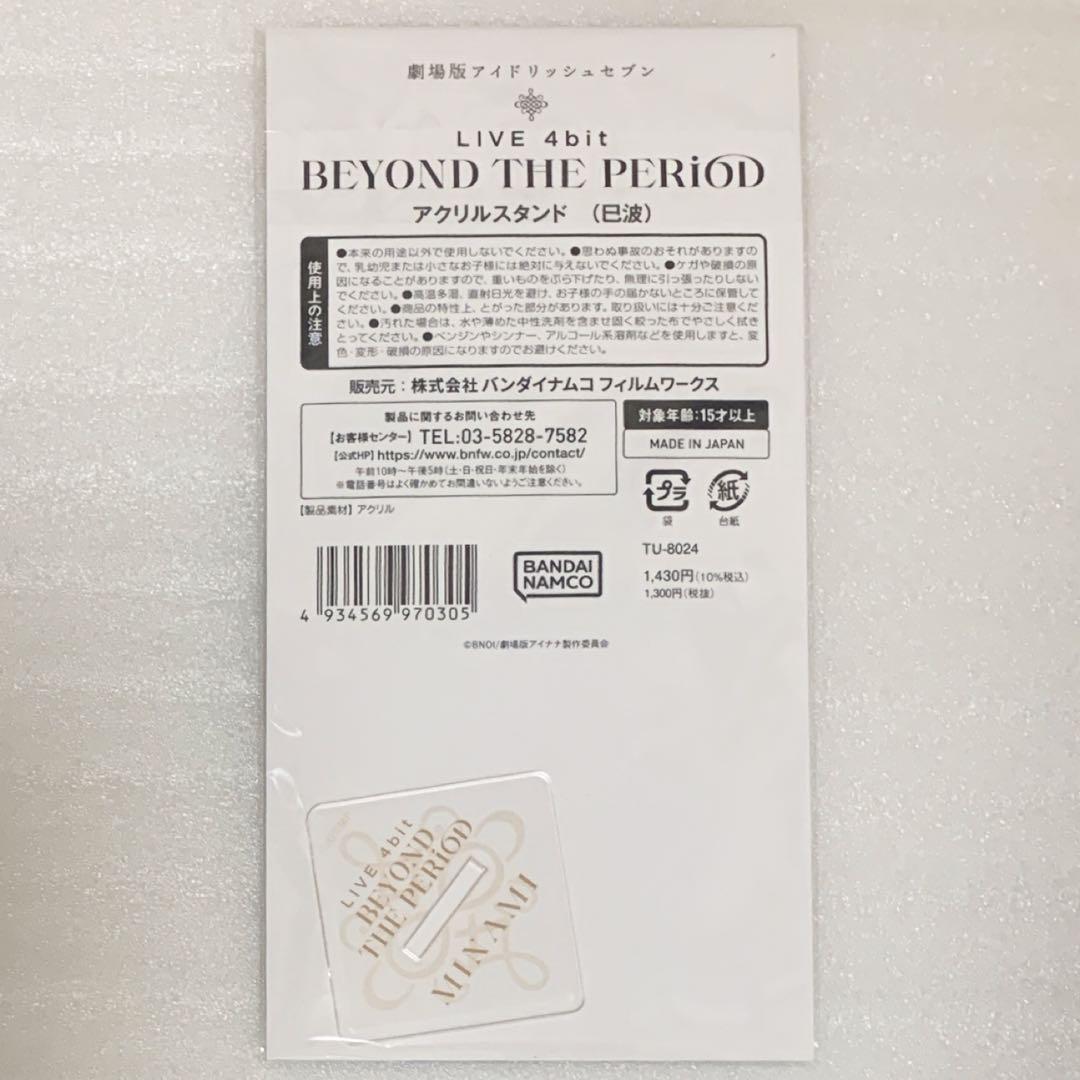 劇場版アイドリッシュセブン
LIVE 4bit
BEYOND THE PERiOD
アクリルスタンド （巳波）
使用上の注意
●本来の用途以外で使用しないでください。●思わぬ事故のおそれがありますの
で、乳幼児または小さなお子様には絶対に与えないでください。●ケガや破損の原
因になることがありますので、重いものをぶら下げたり、無理に引っ張ったりしない
でください。●高温多湿、直射日光を避け、お子様の手の届かないところに保管して
ください。●商品の特性上、とがった部分があります。取り扱いには十分ご注意くだ
さい。●汚れた場合は、水や薄めた中性洗剤を含ませ固く絞った布でやさしく拭き
とってください。●ベンジンやシンナー、アルコール系溶剤などを使用しますと、変
色・変形・破損の原因になりますのでお避けください。
販売元：株式会社 バンダイナムコ フィルムワークス
製品に関するお問い合わせ先
【お客様センター】 TEL:03-5828-7582
【公式HP】https://www.bnfw.co.jp/contact/
午前10時～午後5時（土・日・祝日・年末年始を除く）
※電話番号はよく確かめてお間違いないようご注意ください。
対象年齢：15才以上
MADE IN JAPAN
プラ
袋
紙
台紙
【製品素材】アクリル
TU-8024
1,430円（10%税込）
1,300円（税抜）
BANDAI
NAMCO
4 934569 970305
©BNOI/劇場版アイナナ製作委員会
LIVE 4bit
BEYOND
THE PERiOD
MINAMI